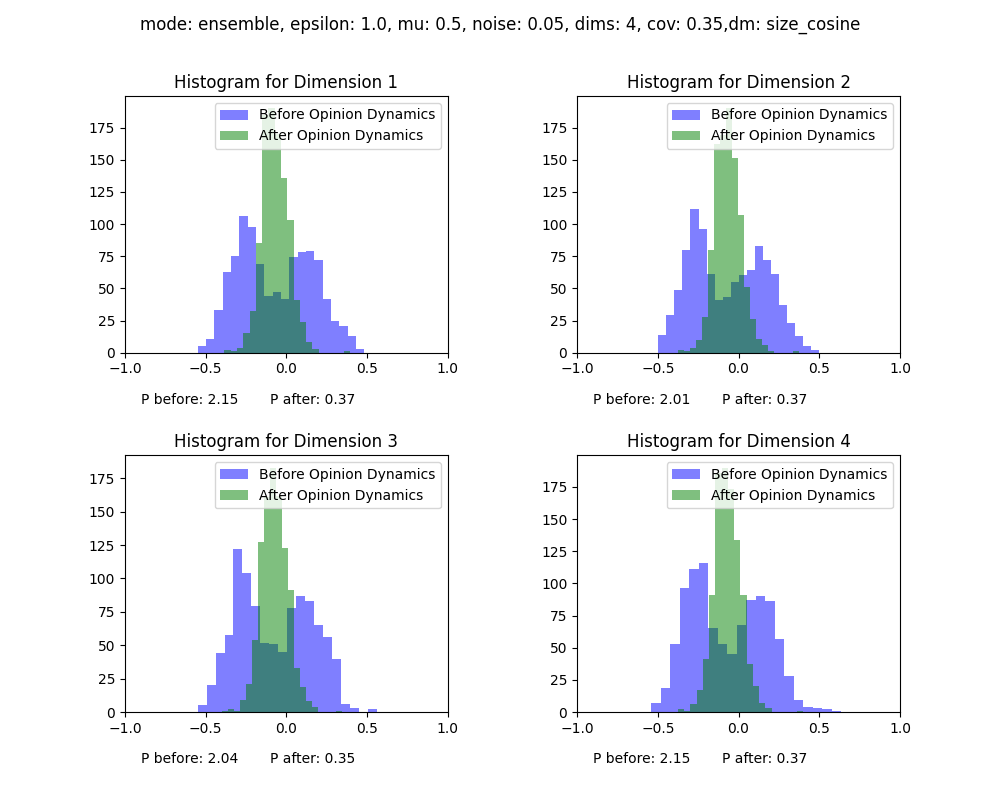 mode: ensemble, epsilon: 1.0, mu: 0.5, noise: 0.05, dims: 4, cov: 0.35,dm: size_cosine
Histogram for Dimension 1
Before Opinion Dynamics
After Opinion Dynamics
175
150
125
100
75
50
25
0
−1.0 −0.5 0.0 0.5 1.0
P before: 2.15 P after: 0.37
Histogram for Dimension 2
Before Opinion Dynamics
After Opinion Dynamics
175
150
125
100
75
50
25
0
−1.0 −0.5 0.0 0.5 1.0
P before: 2.01 P after: 0.37
Histogram for Dimension 3
Before Opinion Dynamics
After Opinion Dynamics
175
150
125
100
75
50
25
0
−1.0 −0.5 0.0 0.5 1.0
P before: 2.04 P after: 0.35
Histogram for Dimension 4
Before Opinion Dynamics
After Opinion Dynamics
175
150
125
100
75
50
25
0
−1.0 −0.5 0.0 0.5 1.0
P before: 2.15 P after: 0.37